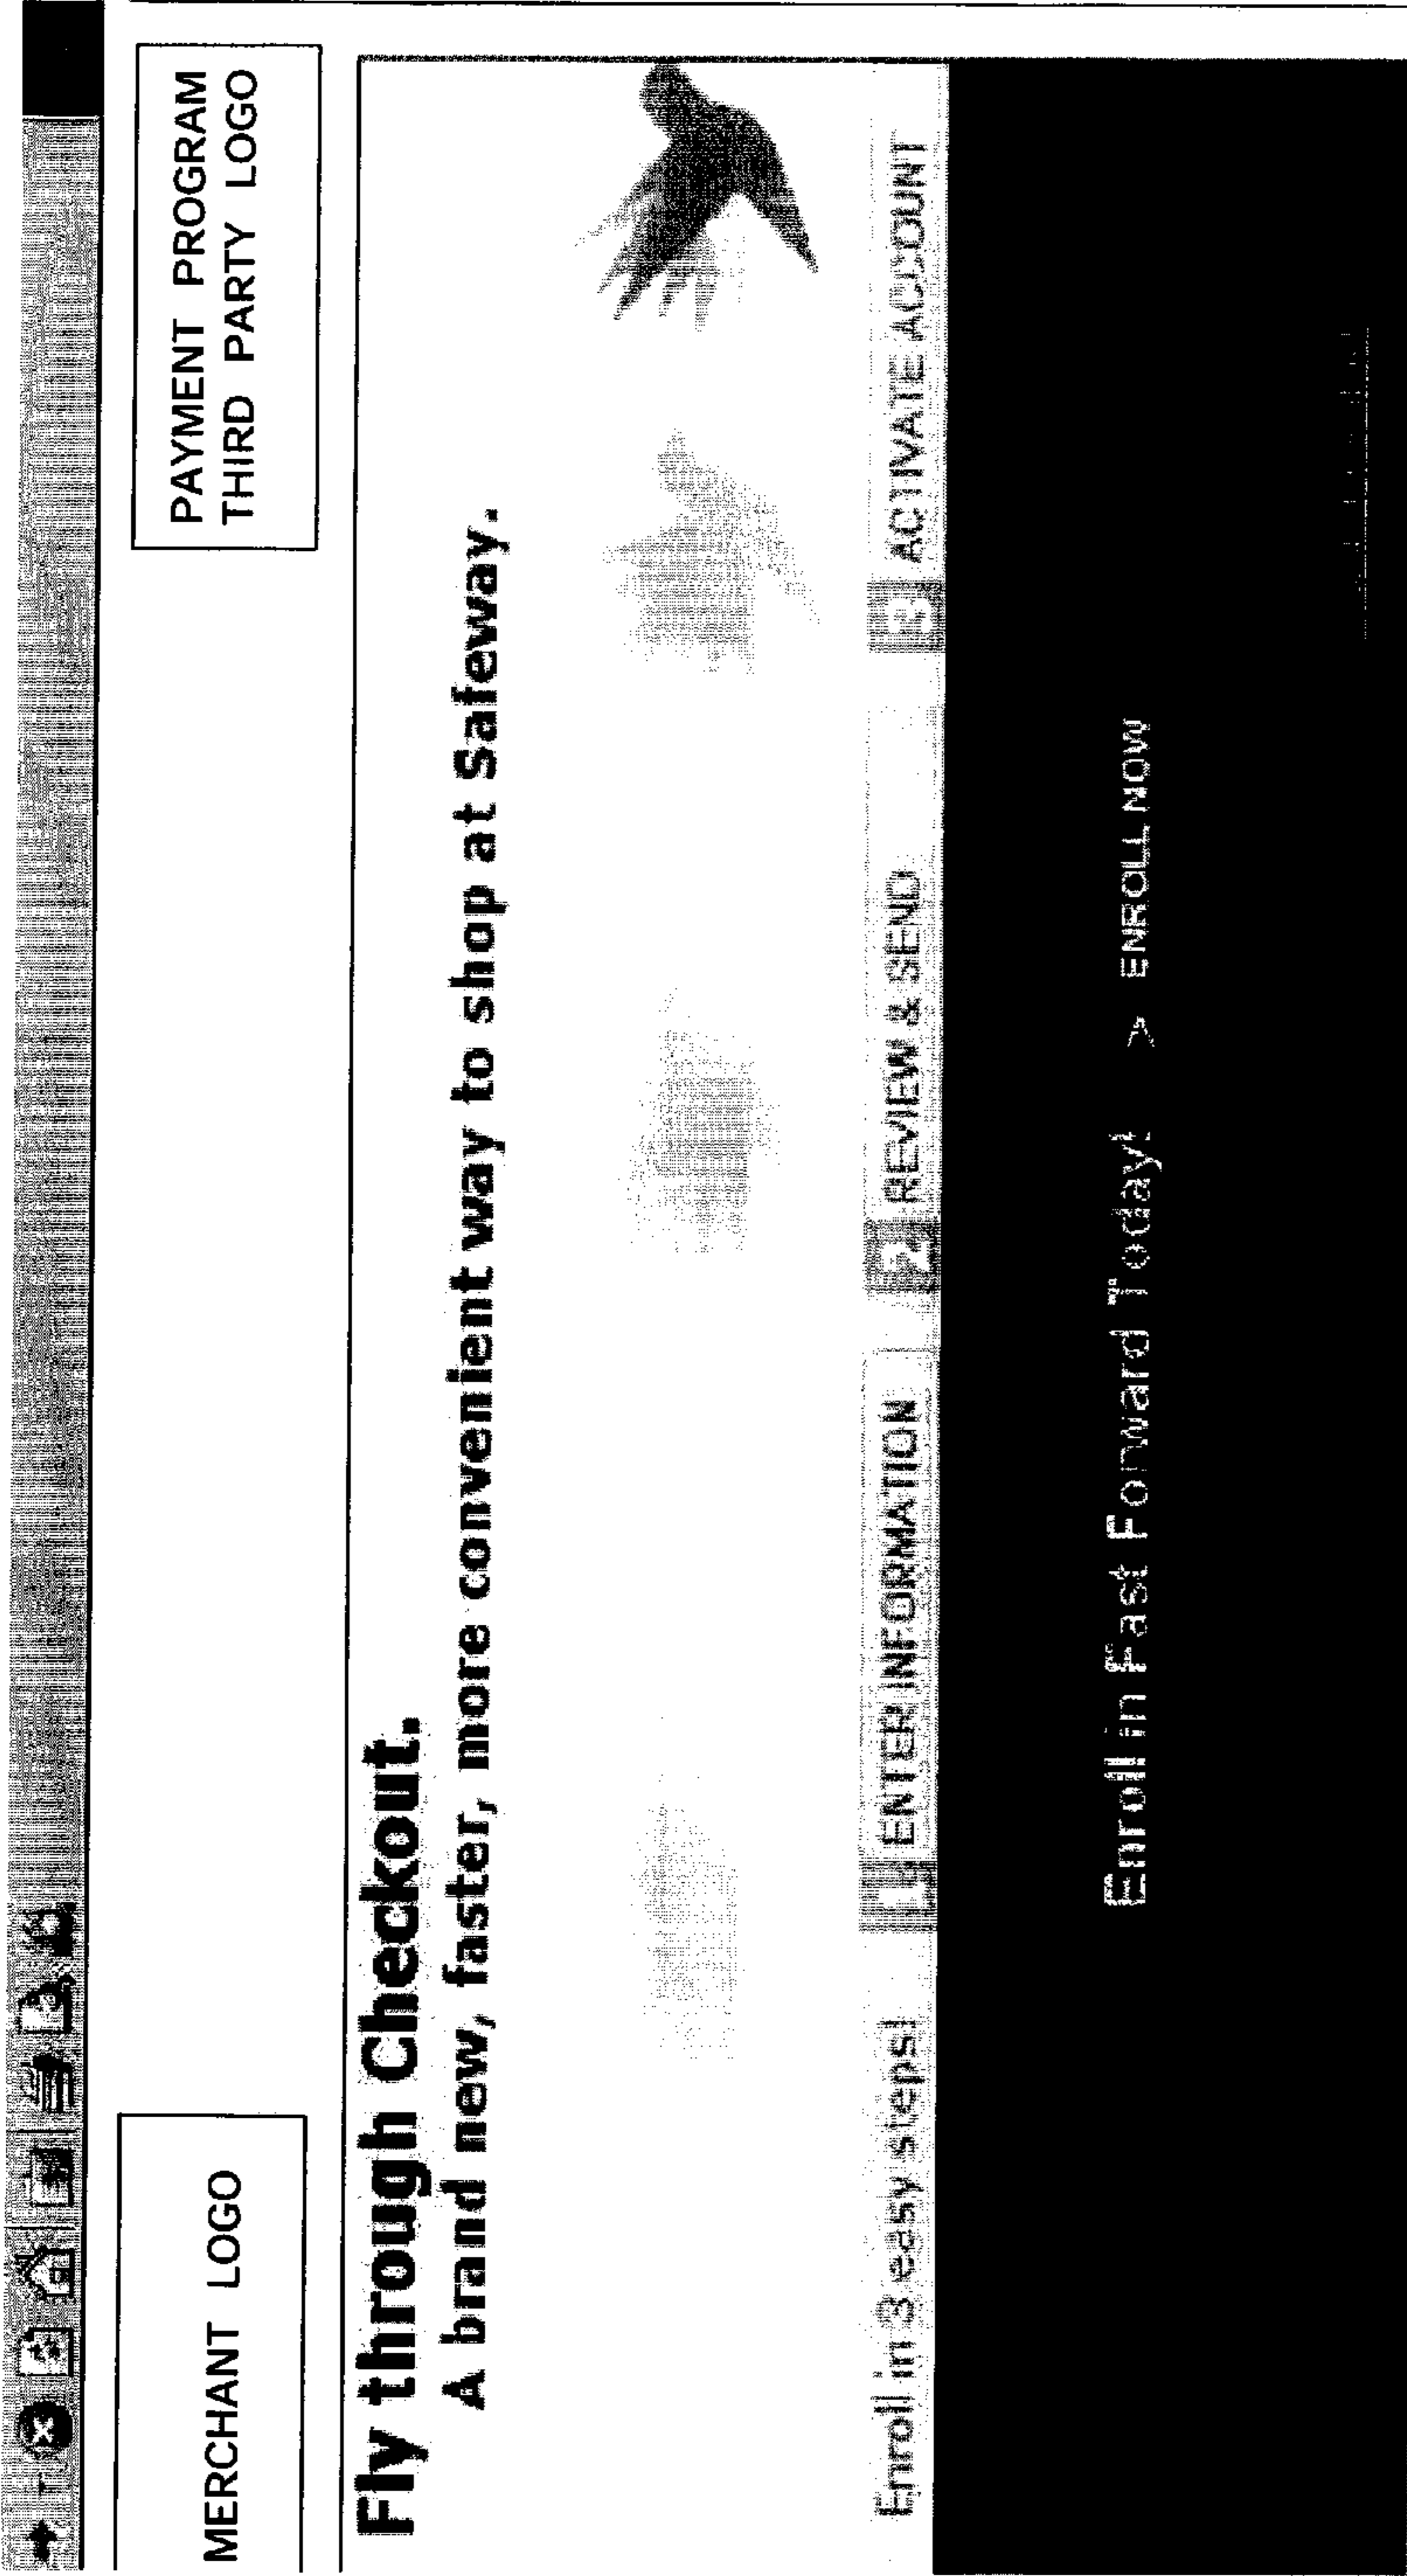 MERCHANT LOGO
PAYMENT PROGRAM
THIRD PARTY LOGO
Fly through Checkout.
A brand new, faster, more convenient way to shop at Safeway.
Enroll in 3 easy steps! 1 ENTER INFORMATION 2 REVIEW & SEND 3 ACTIVATE ACCOUNT
Enroll in Fast Forward Today! > ENROLL NOW